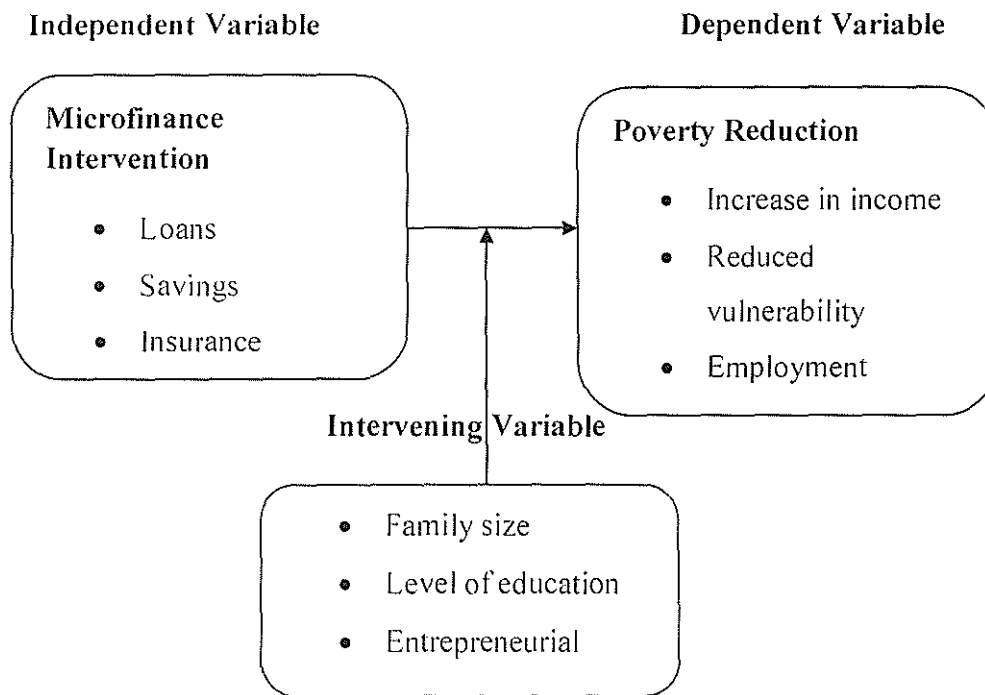 Independent Variable
Dependent Variable
Microfinance
Intervention
• Loans
• Savings
• Insurance
Poverty Reduction
• Increase in income
• Reduced
vulnerability
• Employment
Intervening Variable
• Family size
• Level of education
• Entrepreneurial